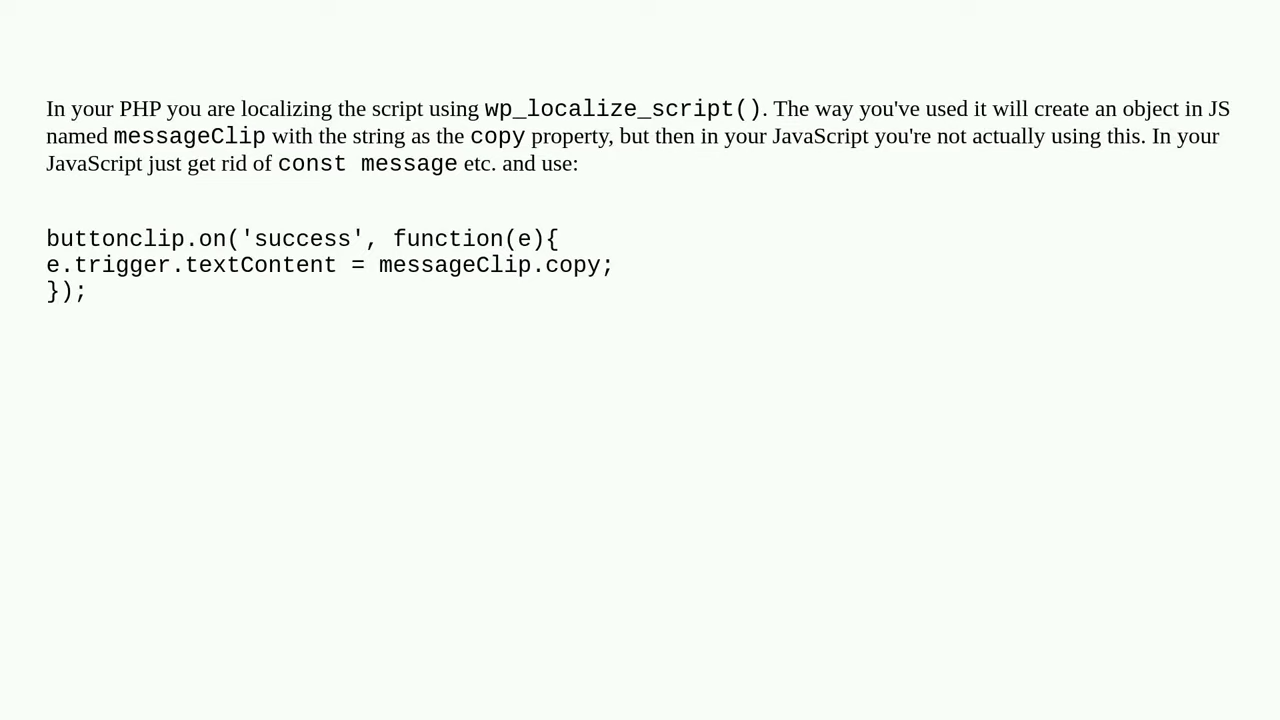 In your PHP you are localizing the script using wp_localize_script(). The way you've used it will create an object in JS
named messageClip with the string as the copy property, but then in your JavaScript you're not actually using this. In your
JavaScript just get rid of const message etc. and use:
buttonclip.on('success', function(e){
e.trigger.textContent = messageClip.copy;
});